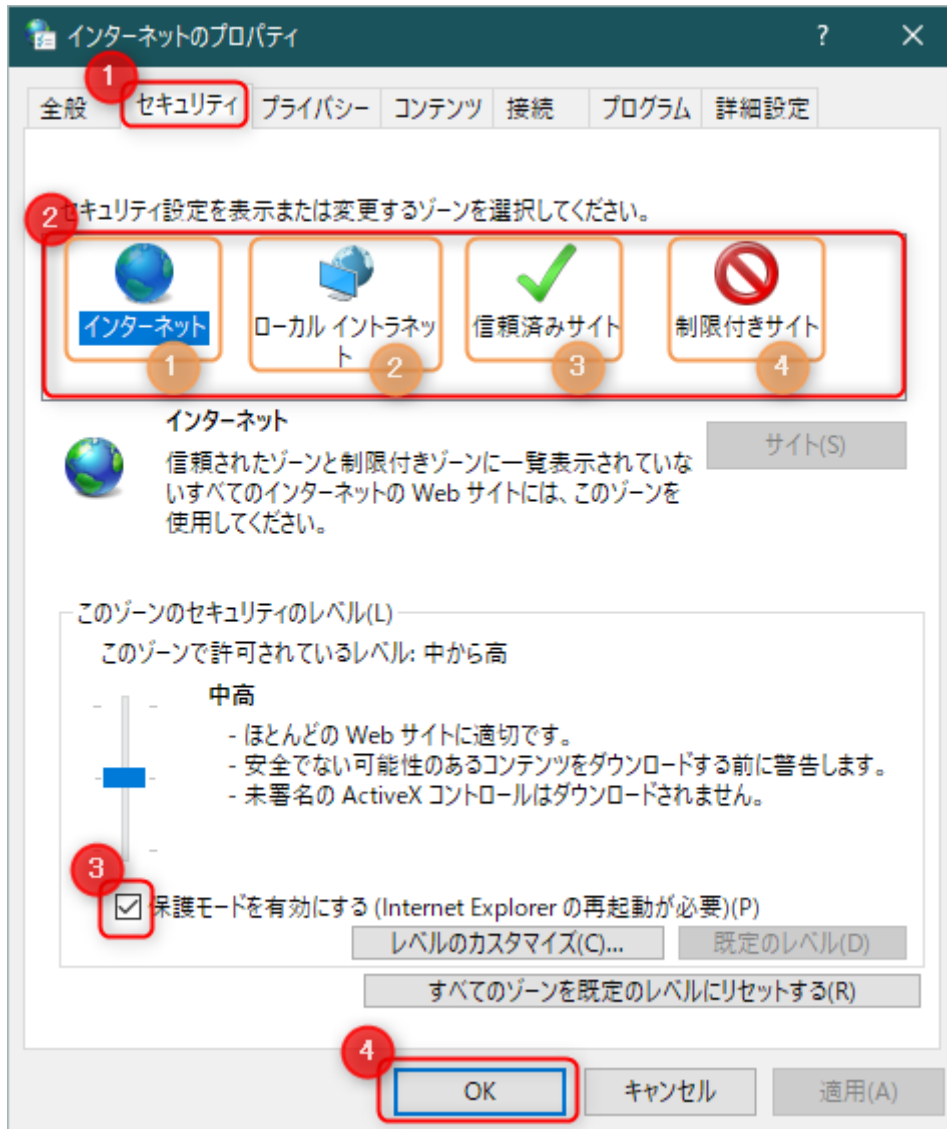 インターネットのプロパティ ? ×
1
全般 セキュリティ プライバシー コンテンツ 接続 プログラム 詳細設定
2
セキュリティ設定を表示または変更するゾーンを選択してください。
インターネット ローカル イントラネッ 信頼済みサイト 制限付きサイト
ト
1 2 3 4
インターネット
サイト(S)
信頼されたゾーンと制限付きゾーンに一覧表示されていな
いすべてのインターネットの Web サイトには、このゾーンを
使用してください。
このゾーンのセキュリティのレベル(L)
このゾーンで許可されているレベル: 中から高
中高
- ほとんどの Web サイトに適切です。
- 安全でない可能性のあるコンテンツをダウンロードする前に警告します。
- 未署名の ActiveX コントロールはダウンロードされません。
3
保護モードを有効にする (Internet Explorer の再起動が必要)(P)
レベルのカスタマイズ(C)... 既定のレベル(D)
すべてのゾーンを既定のレベルにリセットする(R)
4
OK キャンセル 適用(A)